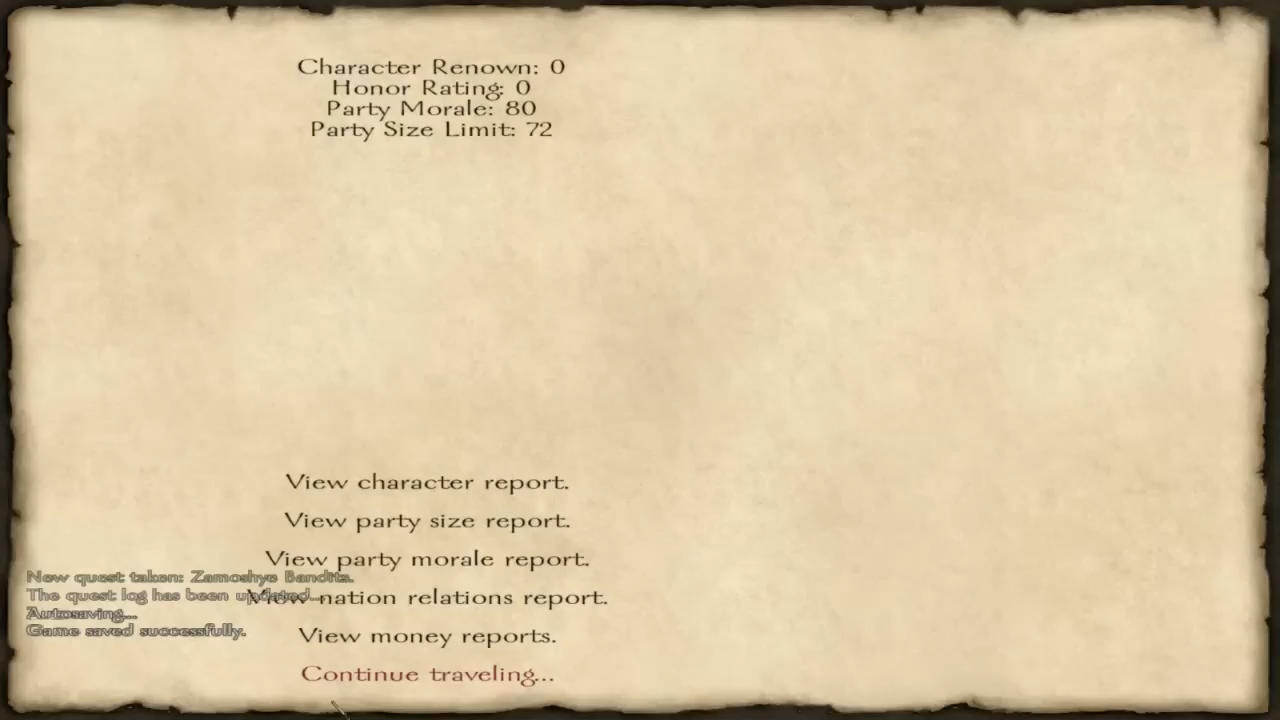 Character Renown: 0
Honor Rating: 0
Party Morale: 80
Party Size Limit: 72
View character report.
View party size report.
View party morale report.
New quest taken: Zamoshye Bandits.
The quest log has been updated...
View nation relations report.
Autosaving...
Game saved successfully.
View money reports.
Continue traveling...